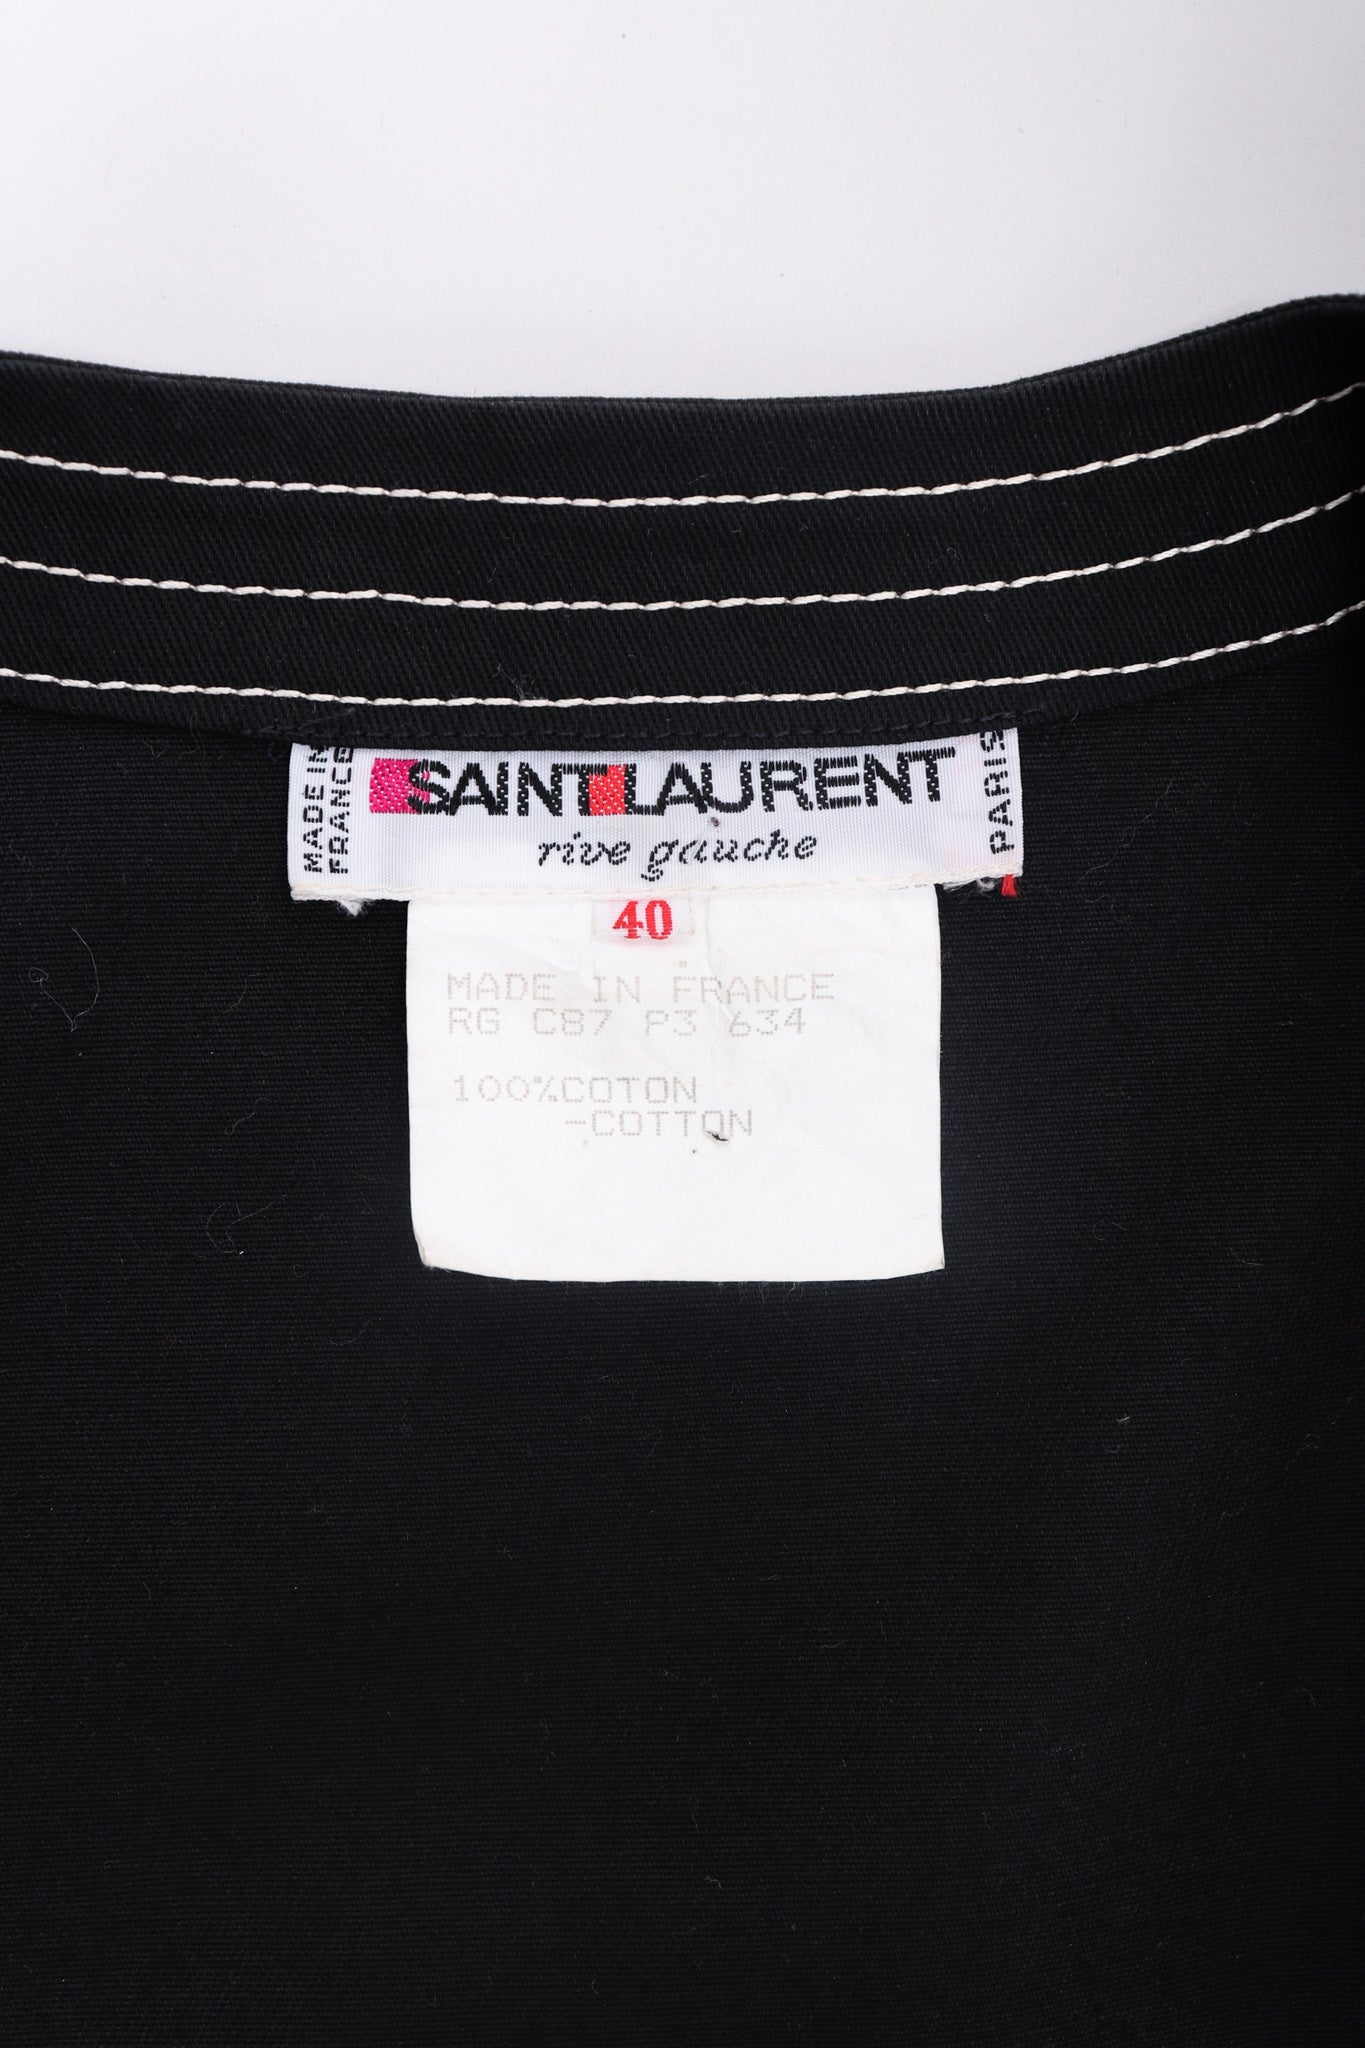 MADE IN
FRANCE
SAINT LAURENT
rive gauche
PARIS
40
MADE IN FRANCE
RG C87 P3 634
100%COTON
-COTTON